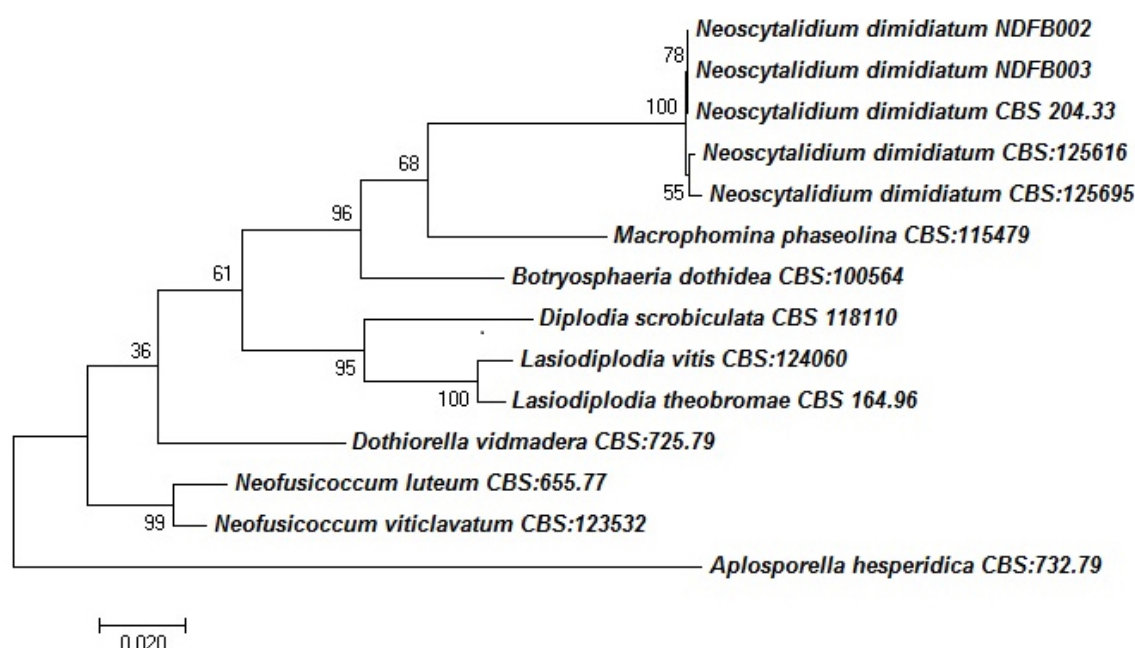 Neoscytalidium dimidiatum NDFB002
78
Neoscytalidium dimidiatum NDFB003
100
Neoscytalidium dimidiatum CBS 204.33
Neoscytalidium dimidiatum CBS:125616
68
55
Neoscytalidium dimidiatum CBS:125695
96
Macrophomina phaseolina CBS:115479
61
Botryosphaeria dothidea CBS:100564
Diplodia scrobiculata CBS 118110
36
Lasiodiplodia vitis CBS:124060
95
100
Lasiodiplodia theobromae CBS 164.96
Dothiorella vidmadera CBS:725.79
Neofusicoccum luteum CBS:655.77
99
Neofusicoccum viticlavatum CBS:123532
Aplosporella hesperidica CBS:732.79
0.020